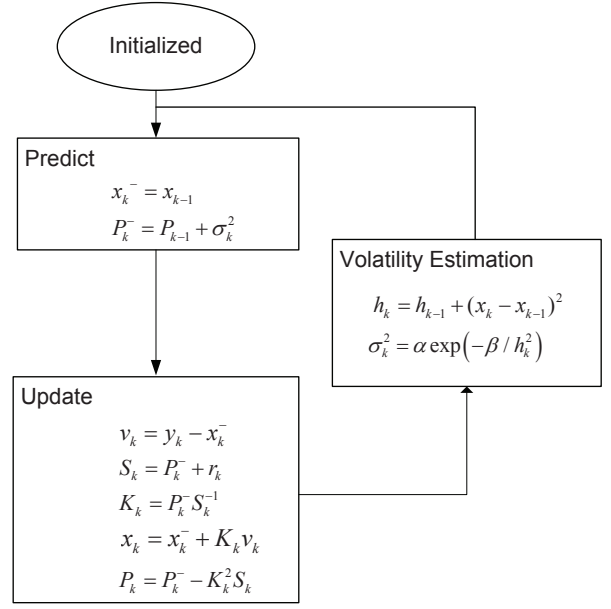 Initialized
Predict
x_k^- = x_{k-1}
P_k^- = P_{k-1} + σ_k^2
Volatility Estimation
h_k = h_{k-1} + (x_k - x_{k-1})^2
σ_k^2 = α exp(-β / h_k^2)
Update
v_k = y_k - x_k^-
S_k = P_k^- + r_k
K_k = P_k^- S_k^{-1}
x_k = x_k^- + K_k v_k
P_k = P_k^- - K_k^2 S_k